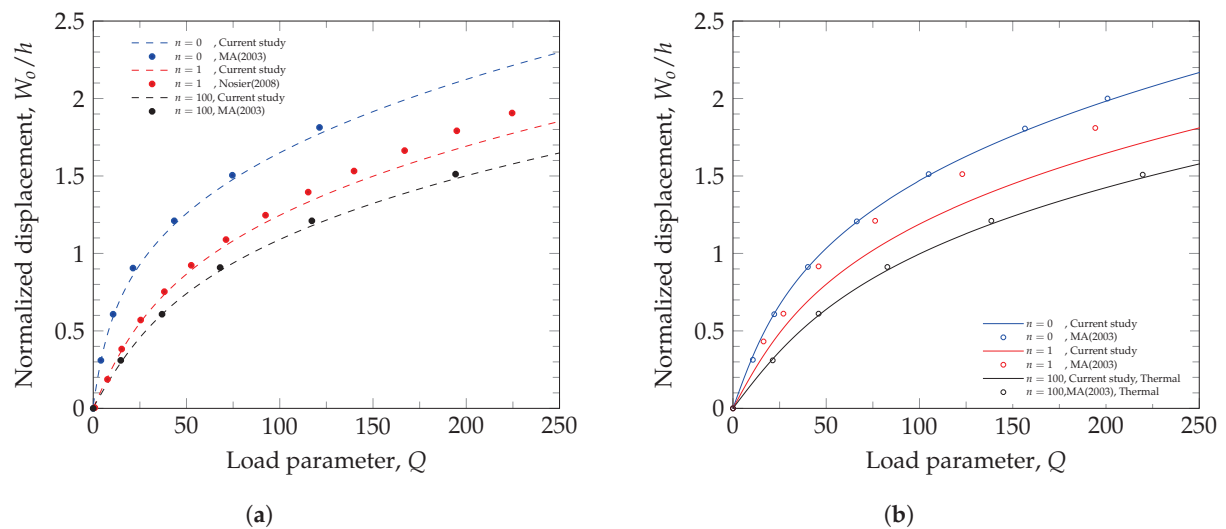 2.5
2
1.5
1
0.5
0
Normalized displacement, W_o/h
n = 0 , Current study
n = 0 , MA(2003)
n = 1 , Current study
n = 1 , Nosier(2008)
n = 100, Current study
n = 100, MA(2003)
0 50 100 150 200 250
Load parameter, Q
(a)
2.5
2
1.5
1
0.5
0
Normalized displacement, W_o/h
n = 0 , Current study
n = 0 , MA(2003)
n = 1 , Current study
n = 1 , MA(2003)
n = 100, Current study, Thermal
n = 100,MA(2003), Thermal
0 50 100 150 200 250
Load parameter, Q
(b)